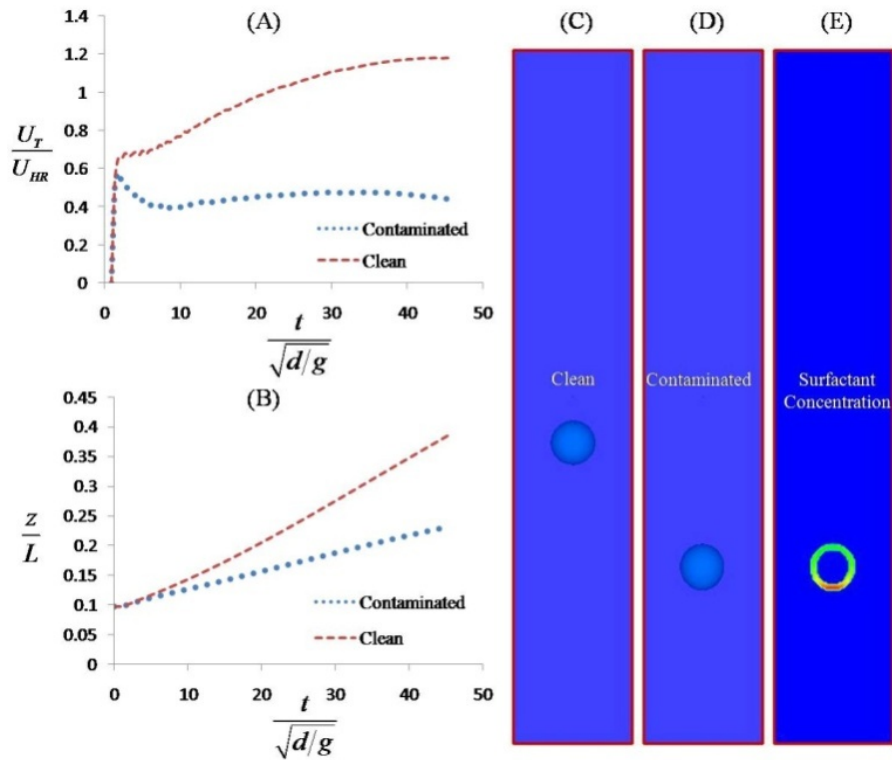 (A)
1.4
1.2
1
0.8
0.6
0.4
0.2
0
U_T
U_HR
Contaminated
Clean
0 10 20 30 40 50
t
√d/g
(B)
0.45
0.4
0.35
0.3
0.25
0.2
0.15
0.1
0.05
0
z
L
Contaminated
Clean
0 10 20 30 40 50
t
√d/g
(C) (D) (E)
Clean
Contaminated
Surfactant
Concentration